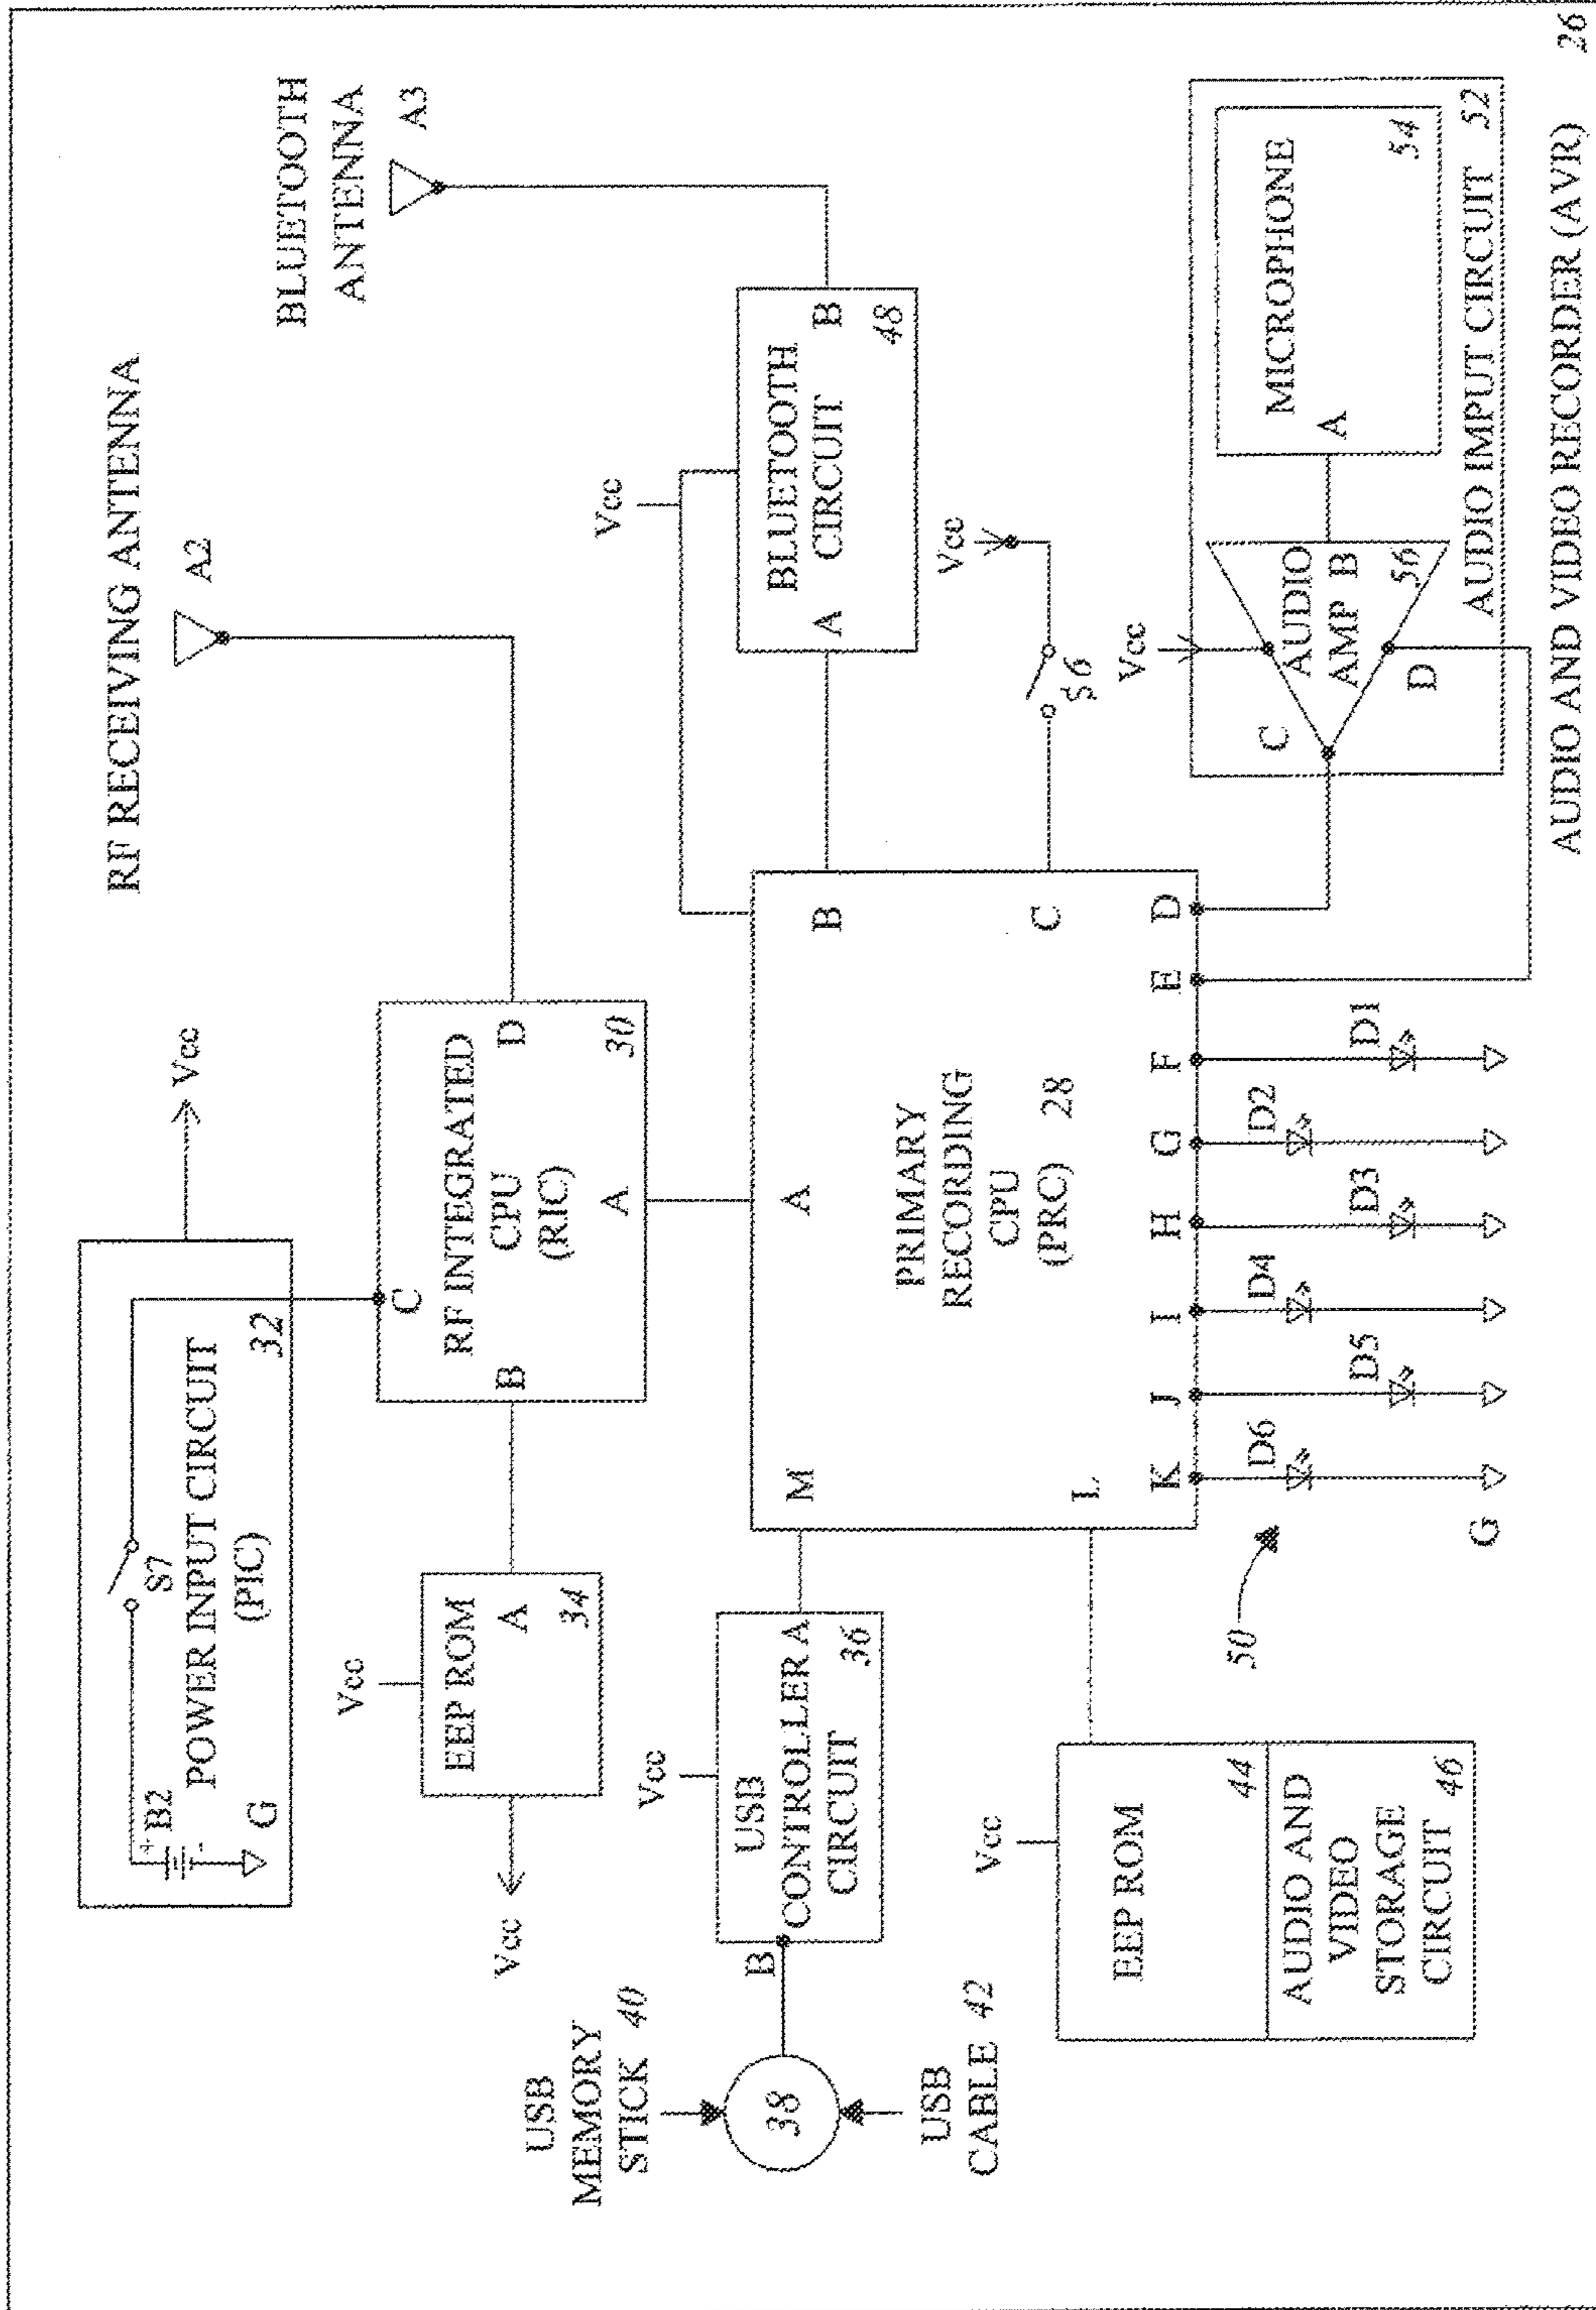 RF RECEIVING ANTENNA
A2
BLUETOOTH
ANTENNA
A3
Vcc
B2
+
-
G
S7
POWER INPUT CIRCUIT
(PIC)
32
Vcc
EEP ROM
A
34
Vcc
C
RF INTEGRATED
CPU
(RIC)
B
D
A
30
Vcc
BLUETOOTH
CIRCUIT
A
B
48
USB
MEMORY
STICK 40
38
USB
CABLE 42
Vcc
B
USB
CONTROLLER A
CIRCUIT
36
M
A
B
PRIMARY
RECORDING
CPU
(PRC) 28
L
C
K
J
I
H
G
F
E
D
Vcc
S6
Vcc
EEP ROM
44
AUDIO AND
VIDEO
STORAGE
CIRCUIT
46
50
D6
D5
D4
D3
D2
D1
G
Vcc
C
AUDIO
AMP B
56
D
MICROPHONE
A
54
AUDIO IMPUT CIRCUIT 52
AUDIO AND VIDEO RECORDER (AVR) 26